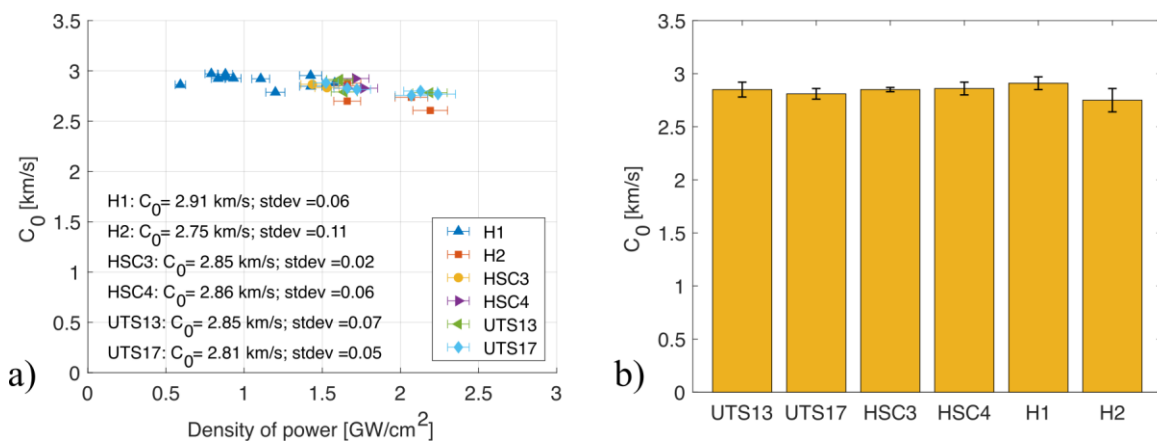 3.5
3
2.5
2
1.5
1
0.5
0
C0 [km/s]
H1: C0= 2.91 km/s; stdev =0.06
H2: C0= 2.75 km/s; stdev =0.11
HSC3: C0= 2.85 km/s; stdev =0.02
HSC4: C0= 2.86 km/s; stdev =0.06
UTS13: C0= 2.85 km/s; stdev =0.07
UTS17: C0= 2.81 km/s; stdev =0.05
H1
H2
HSC3
HSC4
UTS13
UTS17
0 0.5 1 1.5 2 2.5 3
Density of power [GW/cm2]
a)
3.5
3
2.5
2
1.5
1
0.5
0
C0 [km/s]
UTS13 UTS17 HSC3 HSC4 H1 H2
b)